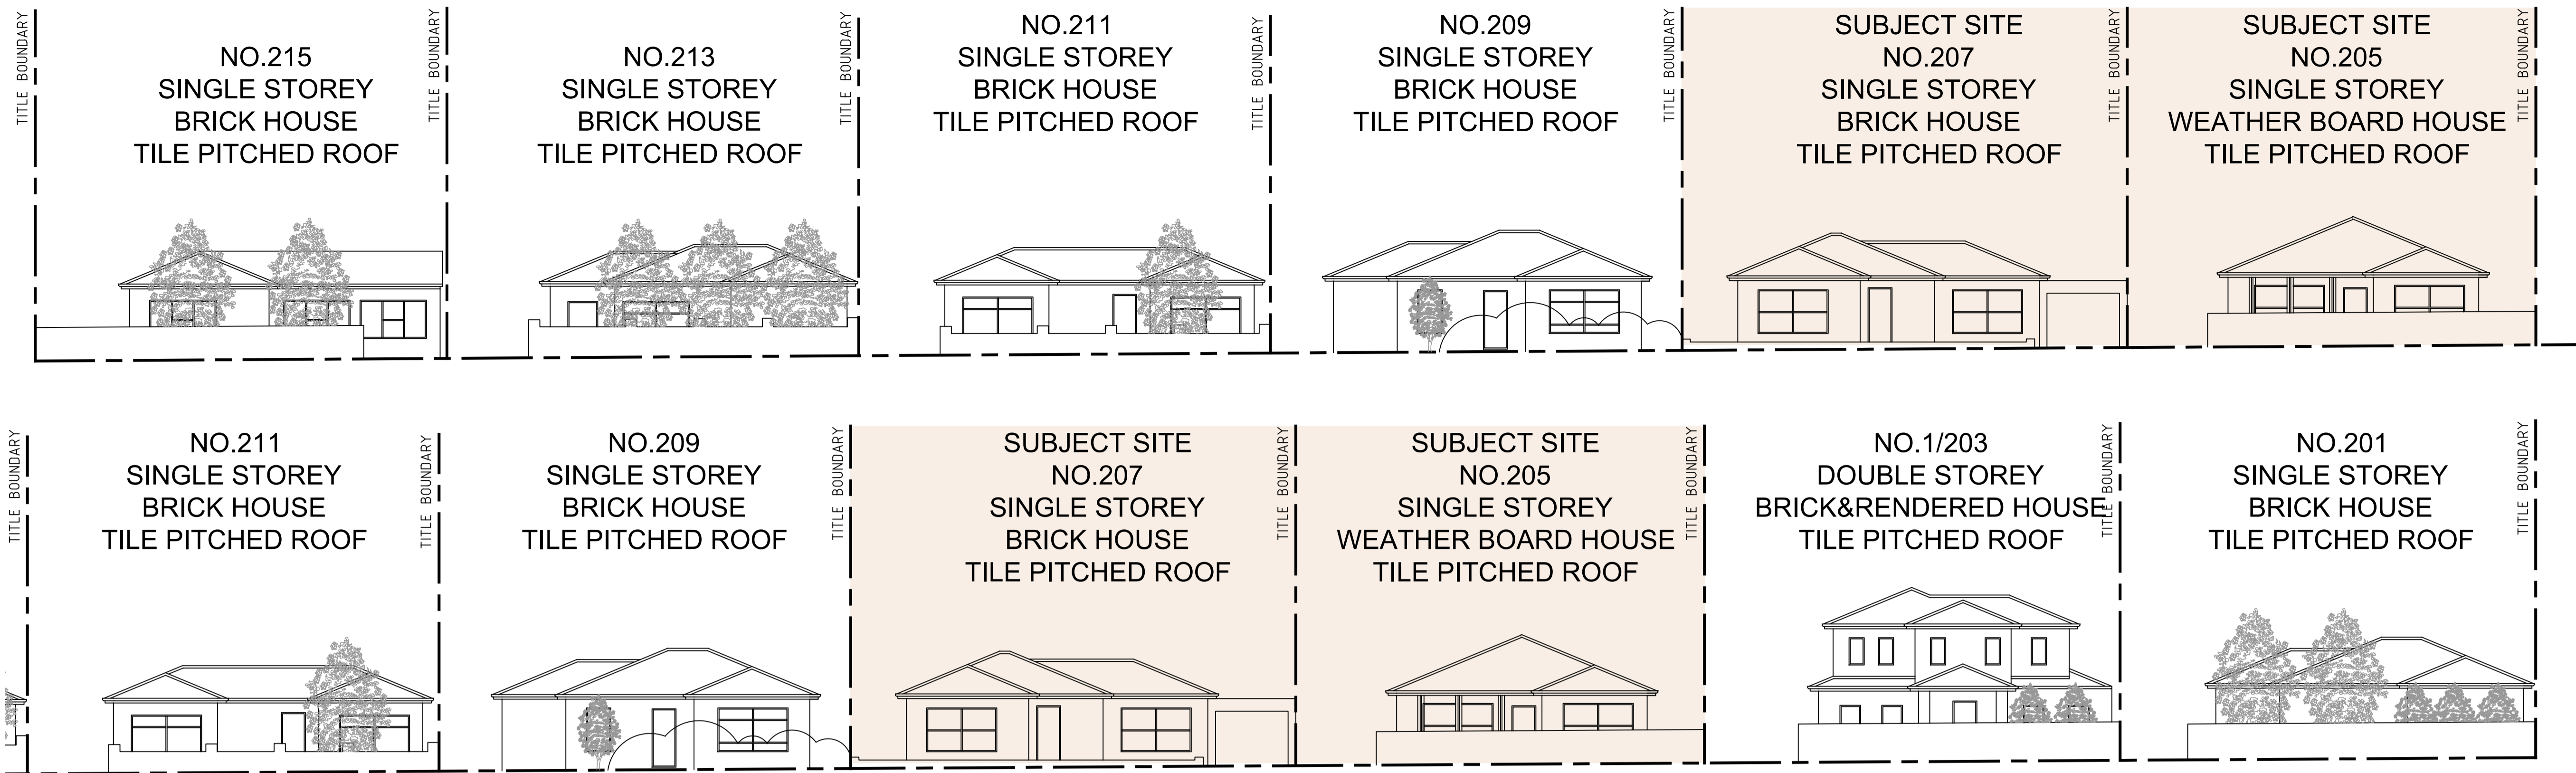 TITLE BOUNDARY
NO.215
SINGLE STOREY
BRICK HOUSE
TILE PITCHED ROOF
TITLE BOUNDARY
NO.213
SINGLE STOREY
BRICK HOUSE
TILE PITCHED ROOF
TITLE BOUNDARY
NO.211
SINGLE STOREY
BRICK HOUSE
TILE PITCHED ROOF
TITLE BOUNDARY
NO.209
SINGLE STOREY
BRICK HOUSE
TILE PITCHED ROOF
TITLE BOUNDARY
SUBJECT SITE
NO.207
SINGLE STOREY
BRICK HOUSE
TILE PITCHED ROOF
TITLE BOUNDARY
SUBJECT SITE
NO.205
SINGLE STOREY
WEATHER BOARD HOUSE
TILE PITCHED ROOF
TITLE BOUNDARY
TITLE BOUNDARY
NO.211
SINGLE STOREY
BRICK HOUSE
TILE PITCHED ROOF
TITLE BOUNDARY
NO.209
SINGLE STOREY
BRICK HOUSE
TILE PITCHED ROOF
TITLE BOUNDARY
SUBJECT SITE
NO.207
SINGLE STOREY
BRICK HOUSE
TILE PITCHED ROOF
TITLE BOUNDARY
SUBJECT SITE
NO.205
SINGLE STOREY
WEATHER BOARD HOUSE
TILE PITCHED ROOF
TITLE BOUNDARY
NO.1/203
DOUBLE STOREY
BRICK&RENDERED HOUSE
TILE PITCHED ROOF
TITLE BOUNDARY
NO.201
SINGLE STOREY
BRICK HOUSE
TILE PITCHED ROOF
TITLE BOUNDARY